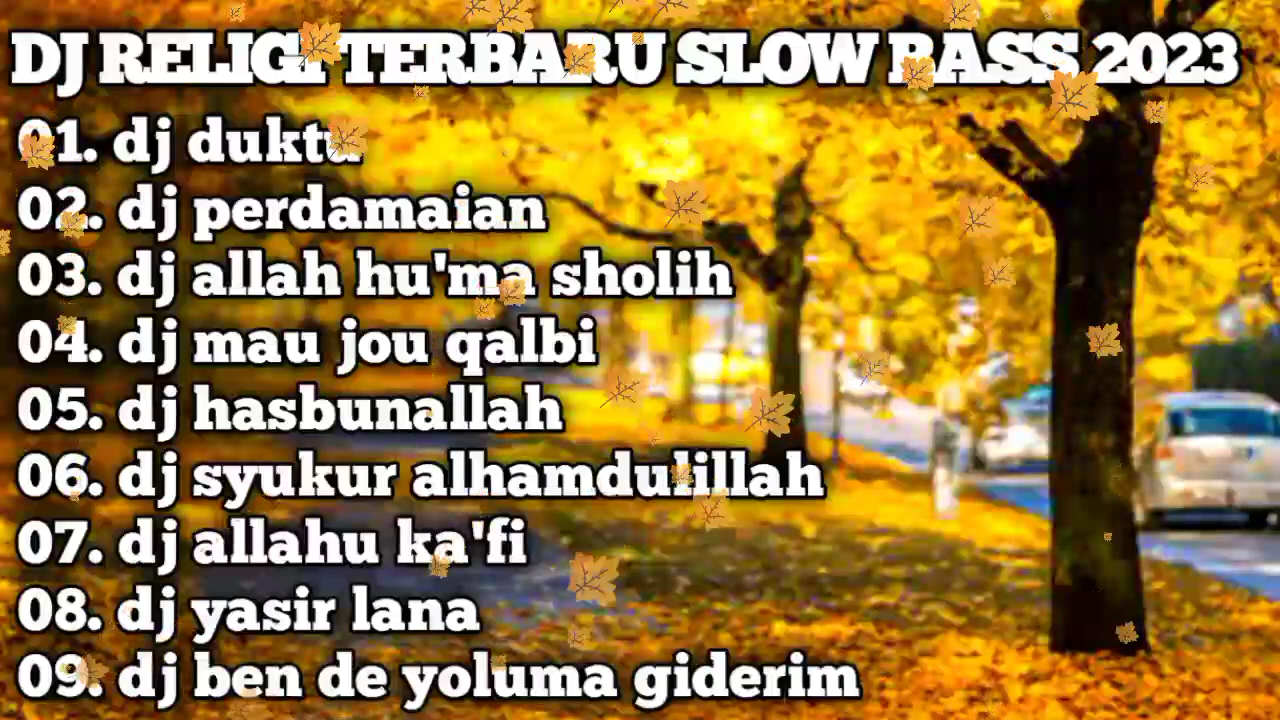 DJ RELIGI TERBARU SLOW BASS 2023
01. dj duktu
02. dj perdamaian
03. dj allah hu'ma sholih
04. dj mau jou qalbi
05. dj hasbunallah
06. dj syukur alhamdulillah
07. dj allahu ka'fi
08. dj yasir lana
09. dj ben de yoluma giderim